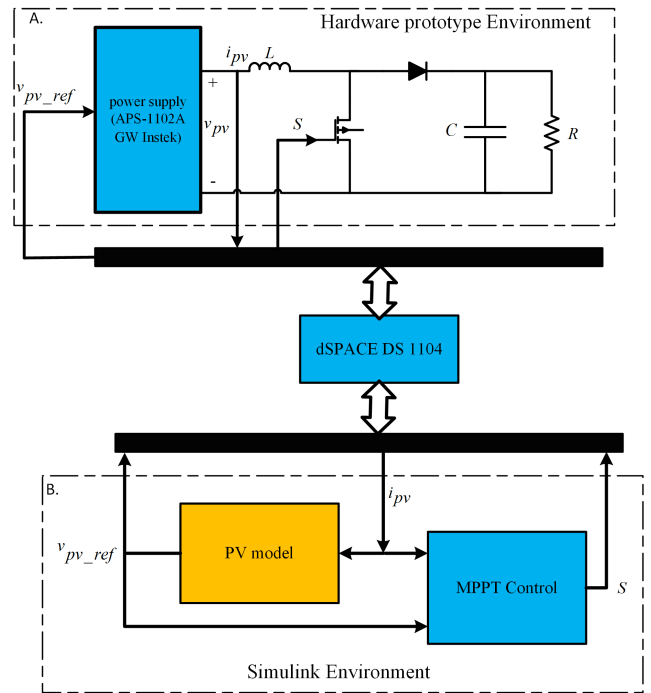 A.
Hardware prototype Environment
i_pv
L
v_pv_ref
power supply
(APS-1102A
GW Instek)
+
v_pv
S
C
R
-
dSPACE DS 1104
B.
i_pv
v_pv_ref
PV model
MPPT Control
S
Simulink Environment